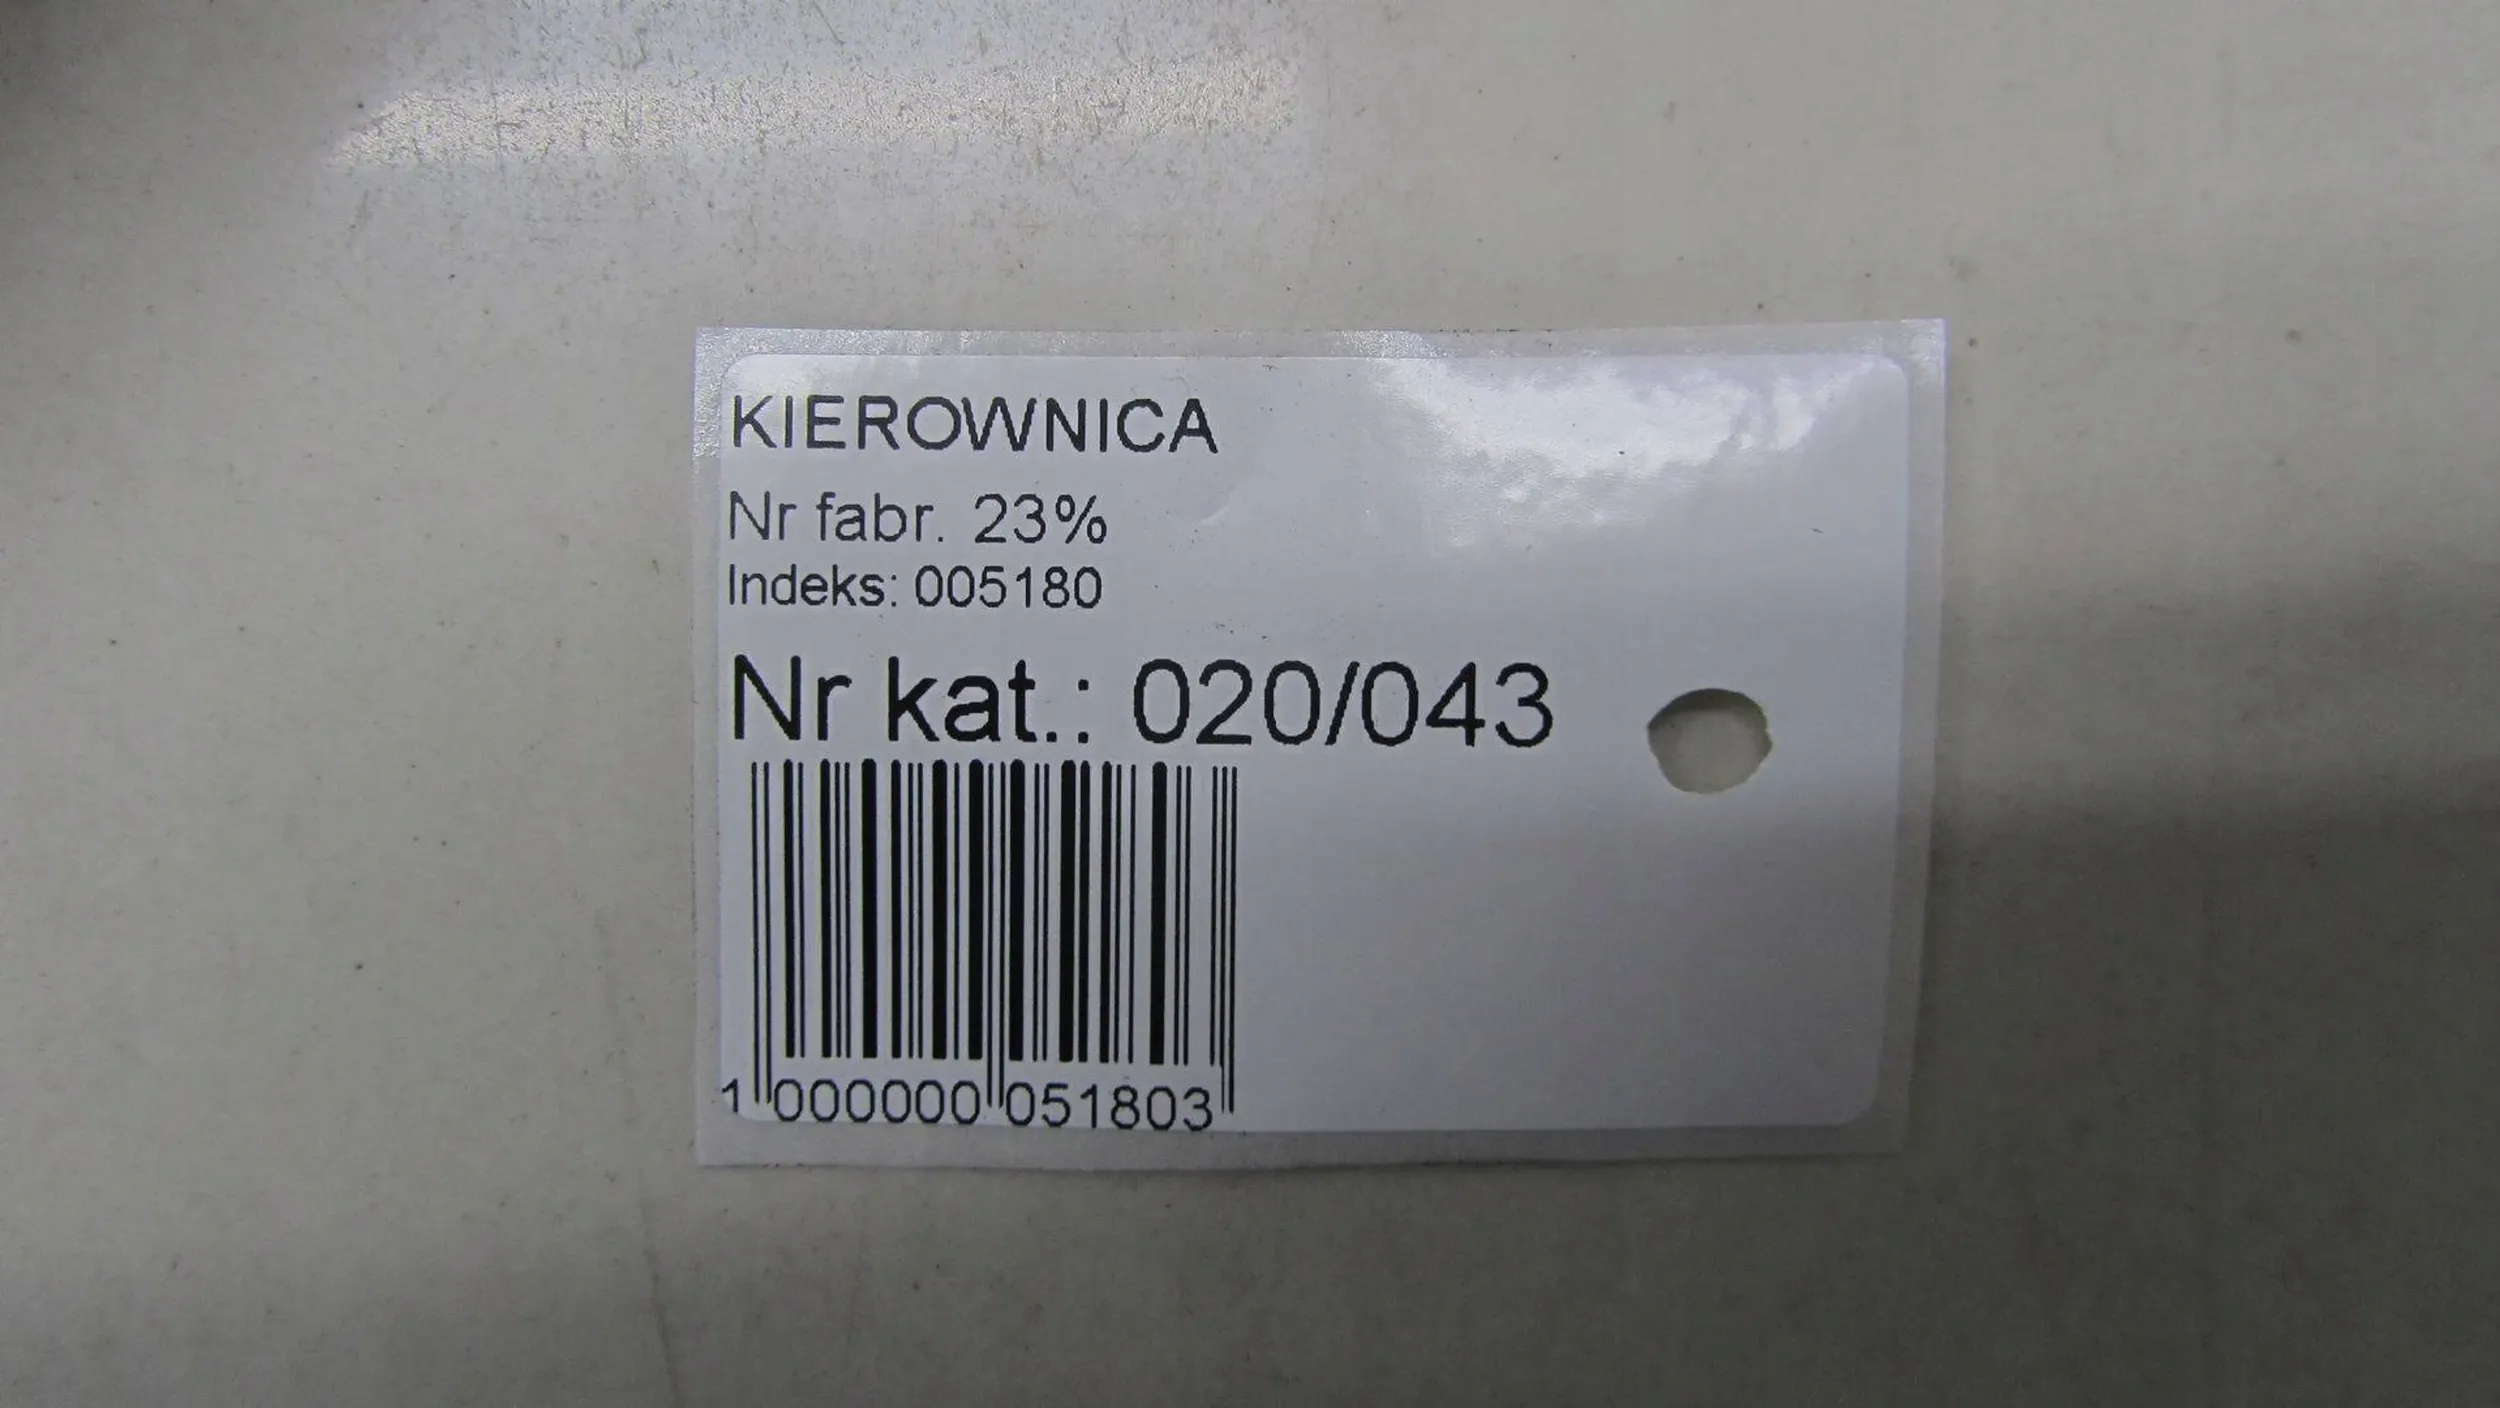 KIEROWNICA
Nr fabr. 23%
Indeks: 005180
Nr kat.: 020/043
1 000000 051803